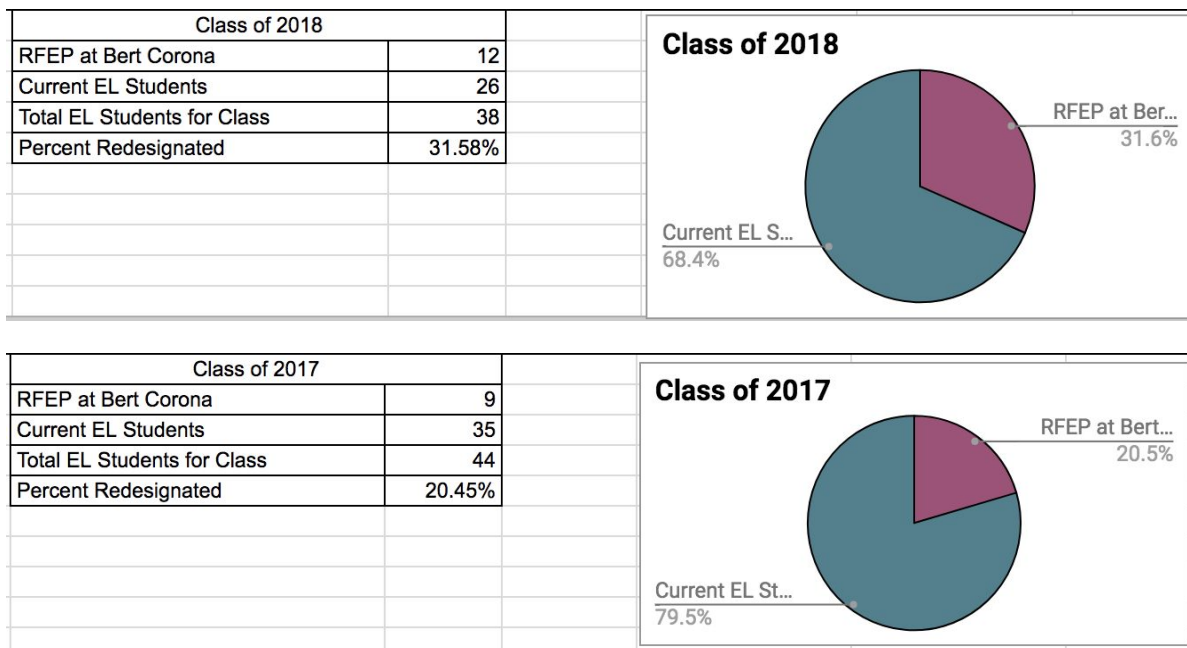 Class of 2018
RFEP at Bert Corona 12
Current EL Students 26
Total EL Students for Class 38
Percent Redesignated 31.58%
Class of 2018
RFEP at Ber...
31.6%
Current EL S...
68.4%
Class of 2017
RFEP at Bert Corona 9
Current EL Students 35
Total EL Students for Class 44
Percent Redesignated 20.45%
Class of 2017
RFEP at Bert...
20.5%
Current EL St...
79.5%